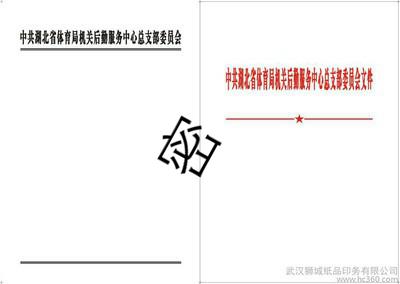 中共湖北省体育局机关后勤服务中心总支部委员会
中共湖北省体育局机关后勤服务中心总支部委员会文件
密
武汉狮城纸品印务有限公司
www.hc360.com